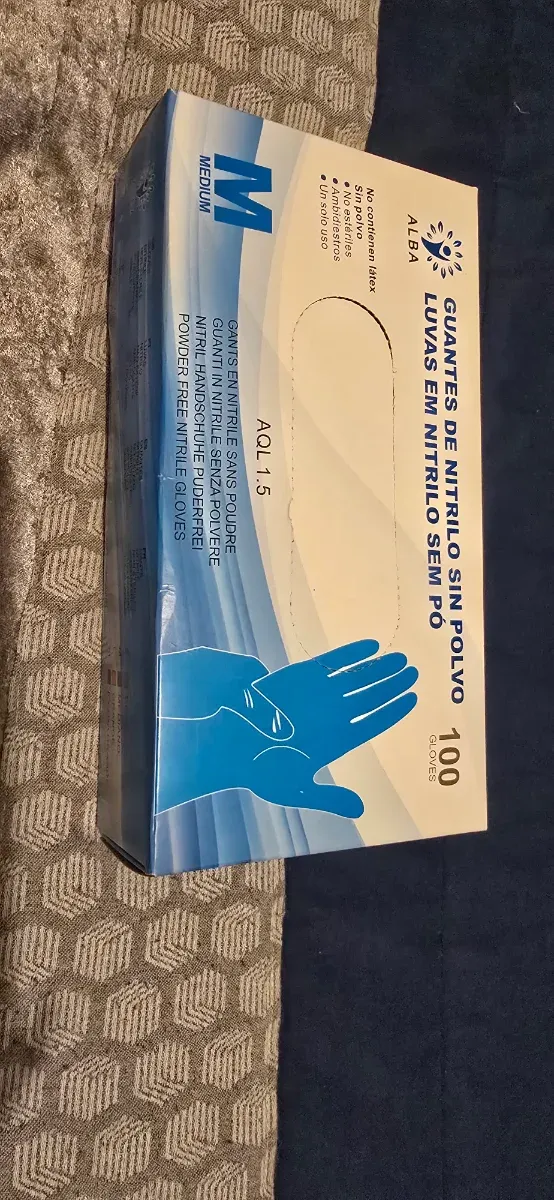 ALBA
GUANTES DE NITRILO SIN POLVO
LUVAS EM NITRILO SEM PÓ
100
GLOVES
No contienen látex
Sin polvo
• No estériles
• Ambidiestros
• Un solo uso
M
MEDIUM
AQL 1.5
GANTS EN NITRILE SANS POUDRE
GUANTI IN NITRILE SENZA POLVERE
NITRIL HANDSCHUHE PUDERFREI
POWDER FREE NITRILE GLOVES